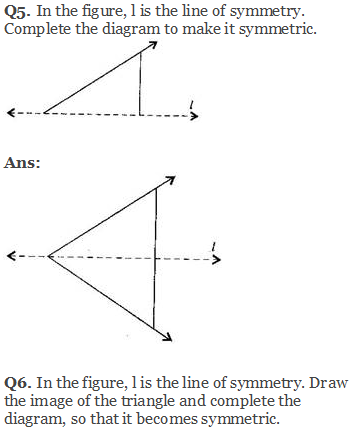 Q5. In the figure, l is the line of symmetry.
Complete the diagram to make it symmetric.
l
Ans:
l
Q6. In the figure, l is the line of symmetry. Draw
the image of the triangle and complete the
diagram, so that it becomes symmetric.